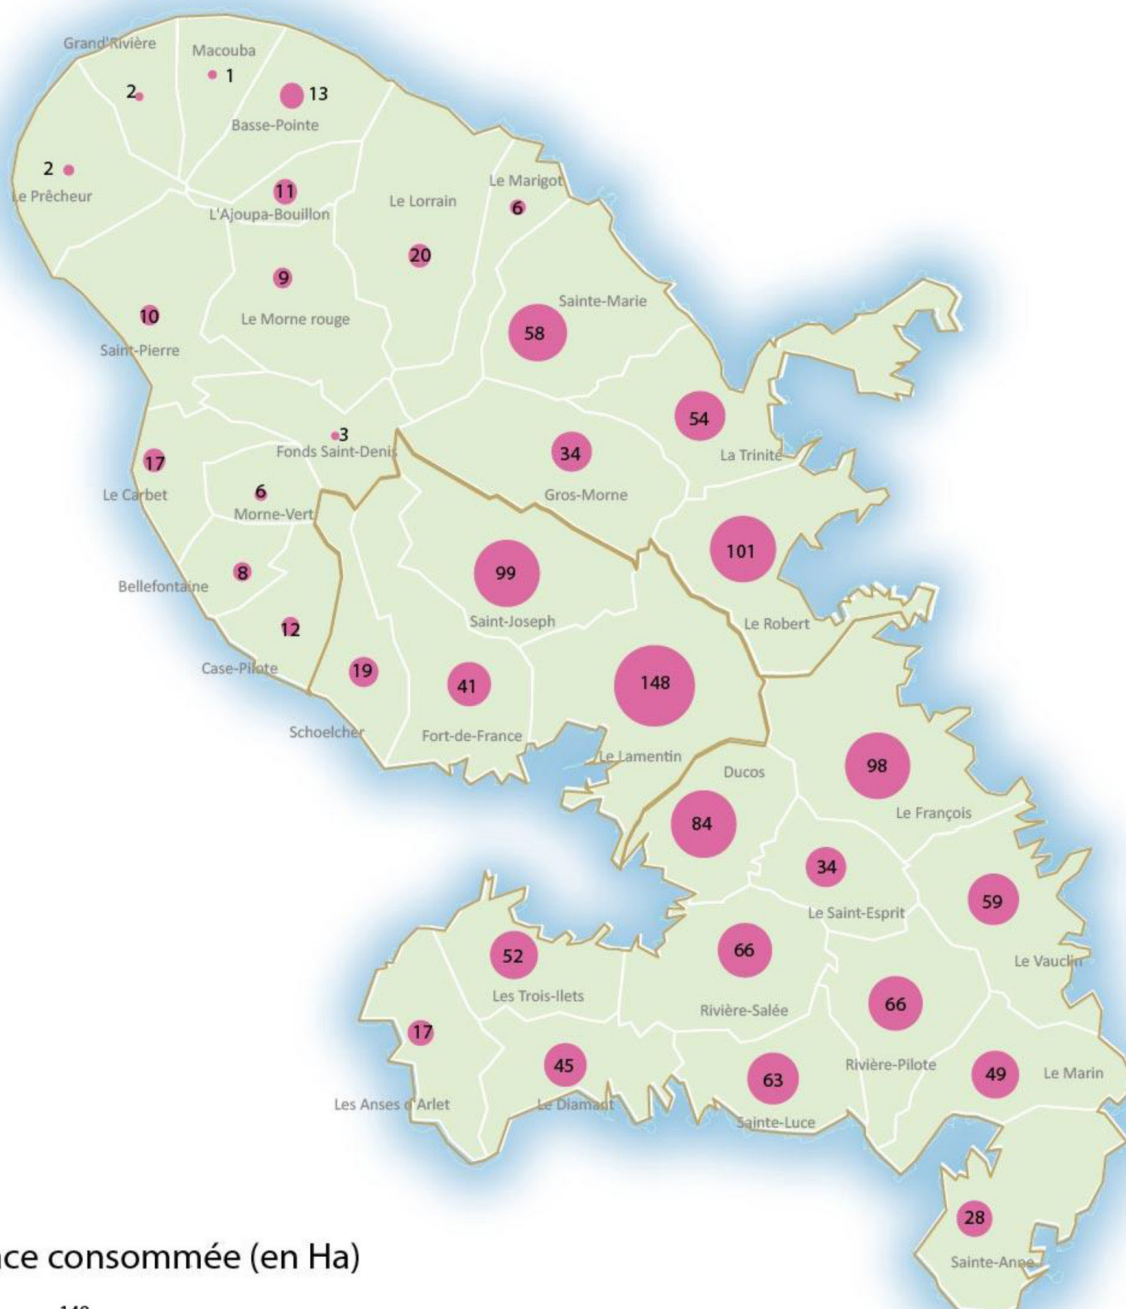 Grand'Rivière
Macouba
2
1
13
Basse-Pointe
2
Le Prêcheur
11
L'Ajoupa-Bouillon
Le Lorrain
Le Marigot
6
20
9
Le Morne rouge
10
Saint-Pierre
Sainte-Marie
58
54
La Trinité
3
Fonds Saint-Denis
34
Gros-Morne
17
Le Carbet
6
Morne-Vert
8
Bellefontaine
12
Case-Pilote
99
Saint-Joseph
101
Le Robert
19
Schoelcher
41
Fort-de-France
148
Le Lamentin
Ducos
84
98
Le François
34
Le Saint-Esprit
59
Le Vauclin
52
Les Trois-Ilets
66
Rivière-Salée
66
Rivière-Pilote
17
Les Anses d'Arlet
45
Le Diamant
63
Sainte-Luce
49
Le Marin
28
Sainte-Anne
consommée (en Ha)